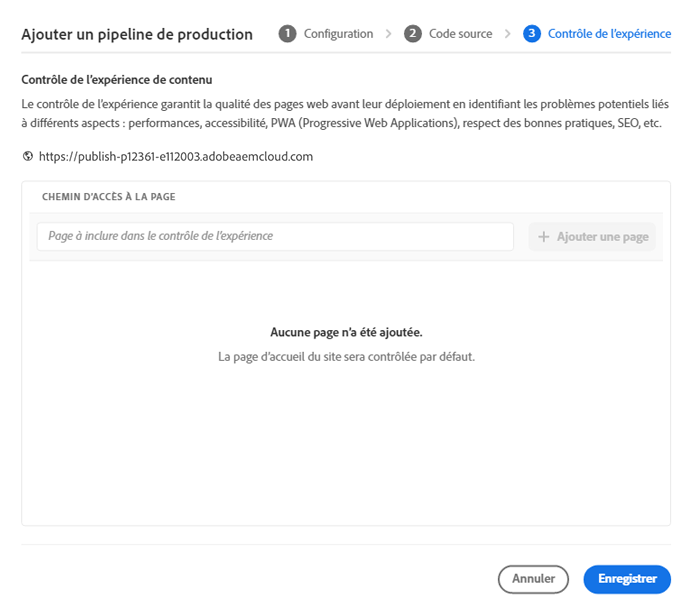 Ajouter un pipeline de production 1 Configuration > 2 Code source > 3 Contrôle de l’expérience
Contrôle de l’expérience de contenu
Le contrôle de l’expérience garantit la qualité des pages web avant leur déploiement en identifiant les problèmes potentiels liés
à différents aspects : performances, accessibilité, PWA (Progressive Web Applications), respect des bonnes pratiques, SEO, etc.
https://publish-p12361-e112003.adobeaemcloud.com
CHEMIN D’ACCÈS À LA PAGE
Page à inclure dans le contrôle de l’expérience + Ajouter une page
Aucune page n’a été ajoutée.
La page d’accueil du site sera contrôlée par défaut.
Annuler Enregistrer